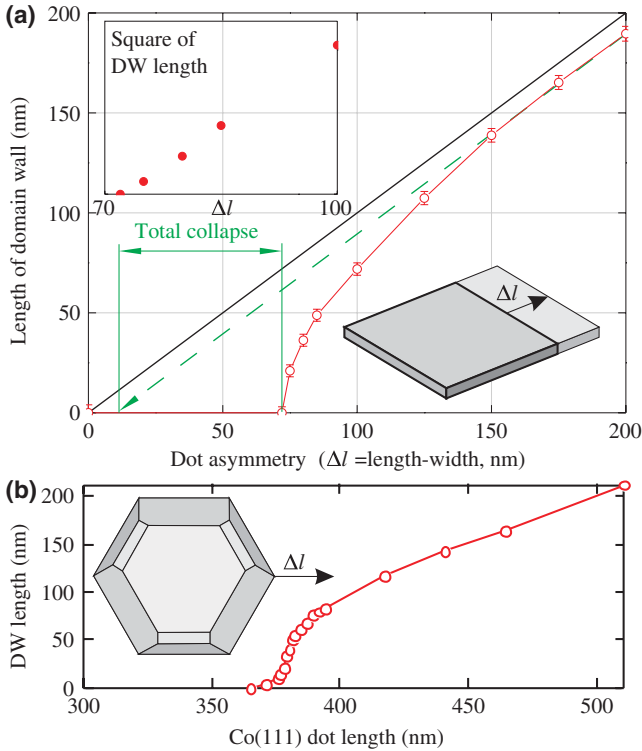 (a)
Square of
DW length
70
Δl
100
Total collapse
Δl
200
150
100
50
0
Length of domain wall (nm)
0
50
100
150
200
Dot asymmetry (Δl =length-width, nm)
(b)
Δl
200
150
100
50
0
DW length (nm)
300
350
400
450
500
Co(111) dot length (nm)